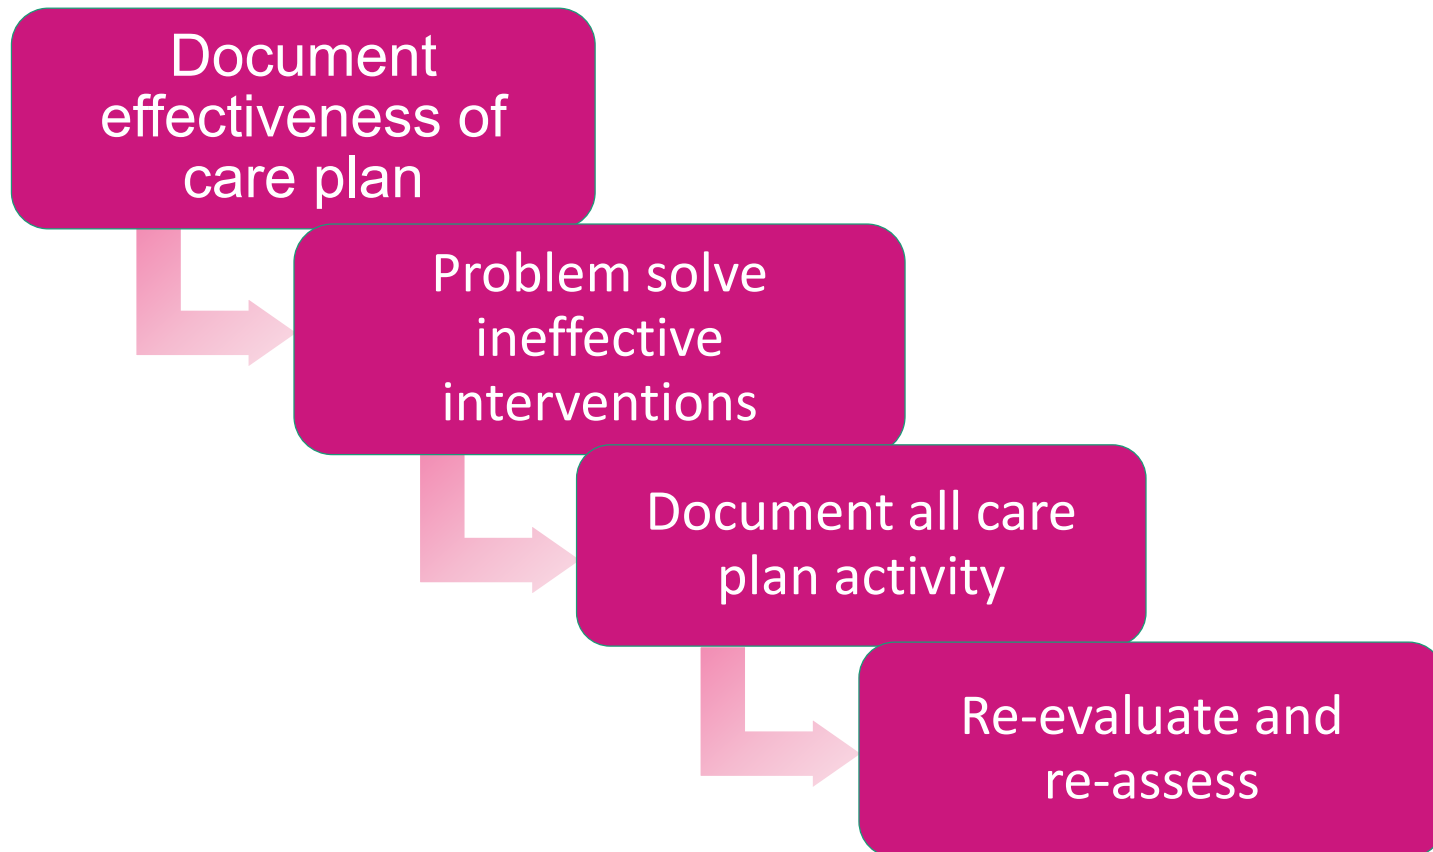 Document
effectiveness of
care plan
Problem solve
ineffective
interventions
Document all care
plan activity
Re-evaluate and
re-assess